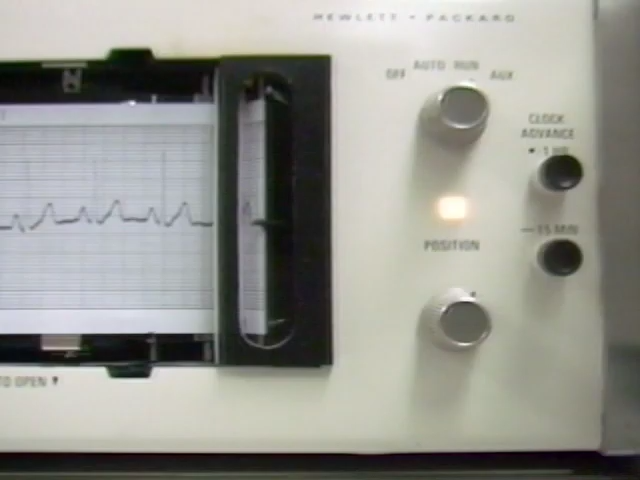 HEWLETT • PACKARD
OFF AUTO RUN AUX
CLOCK
ADVANCE
• 1 HR
— 15 MIN
POSITION
TO OPEN